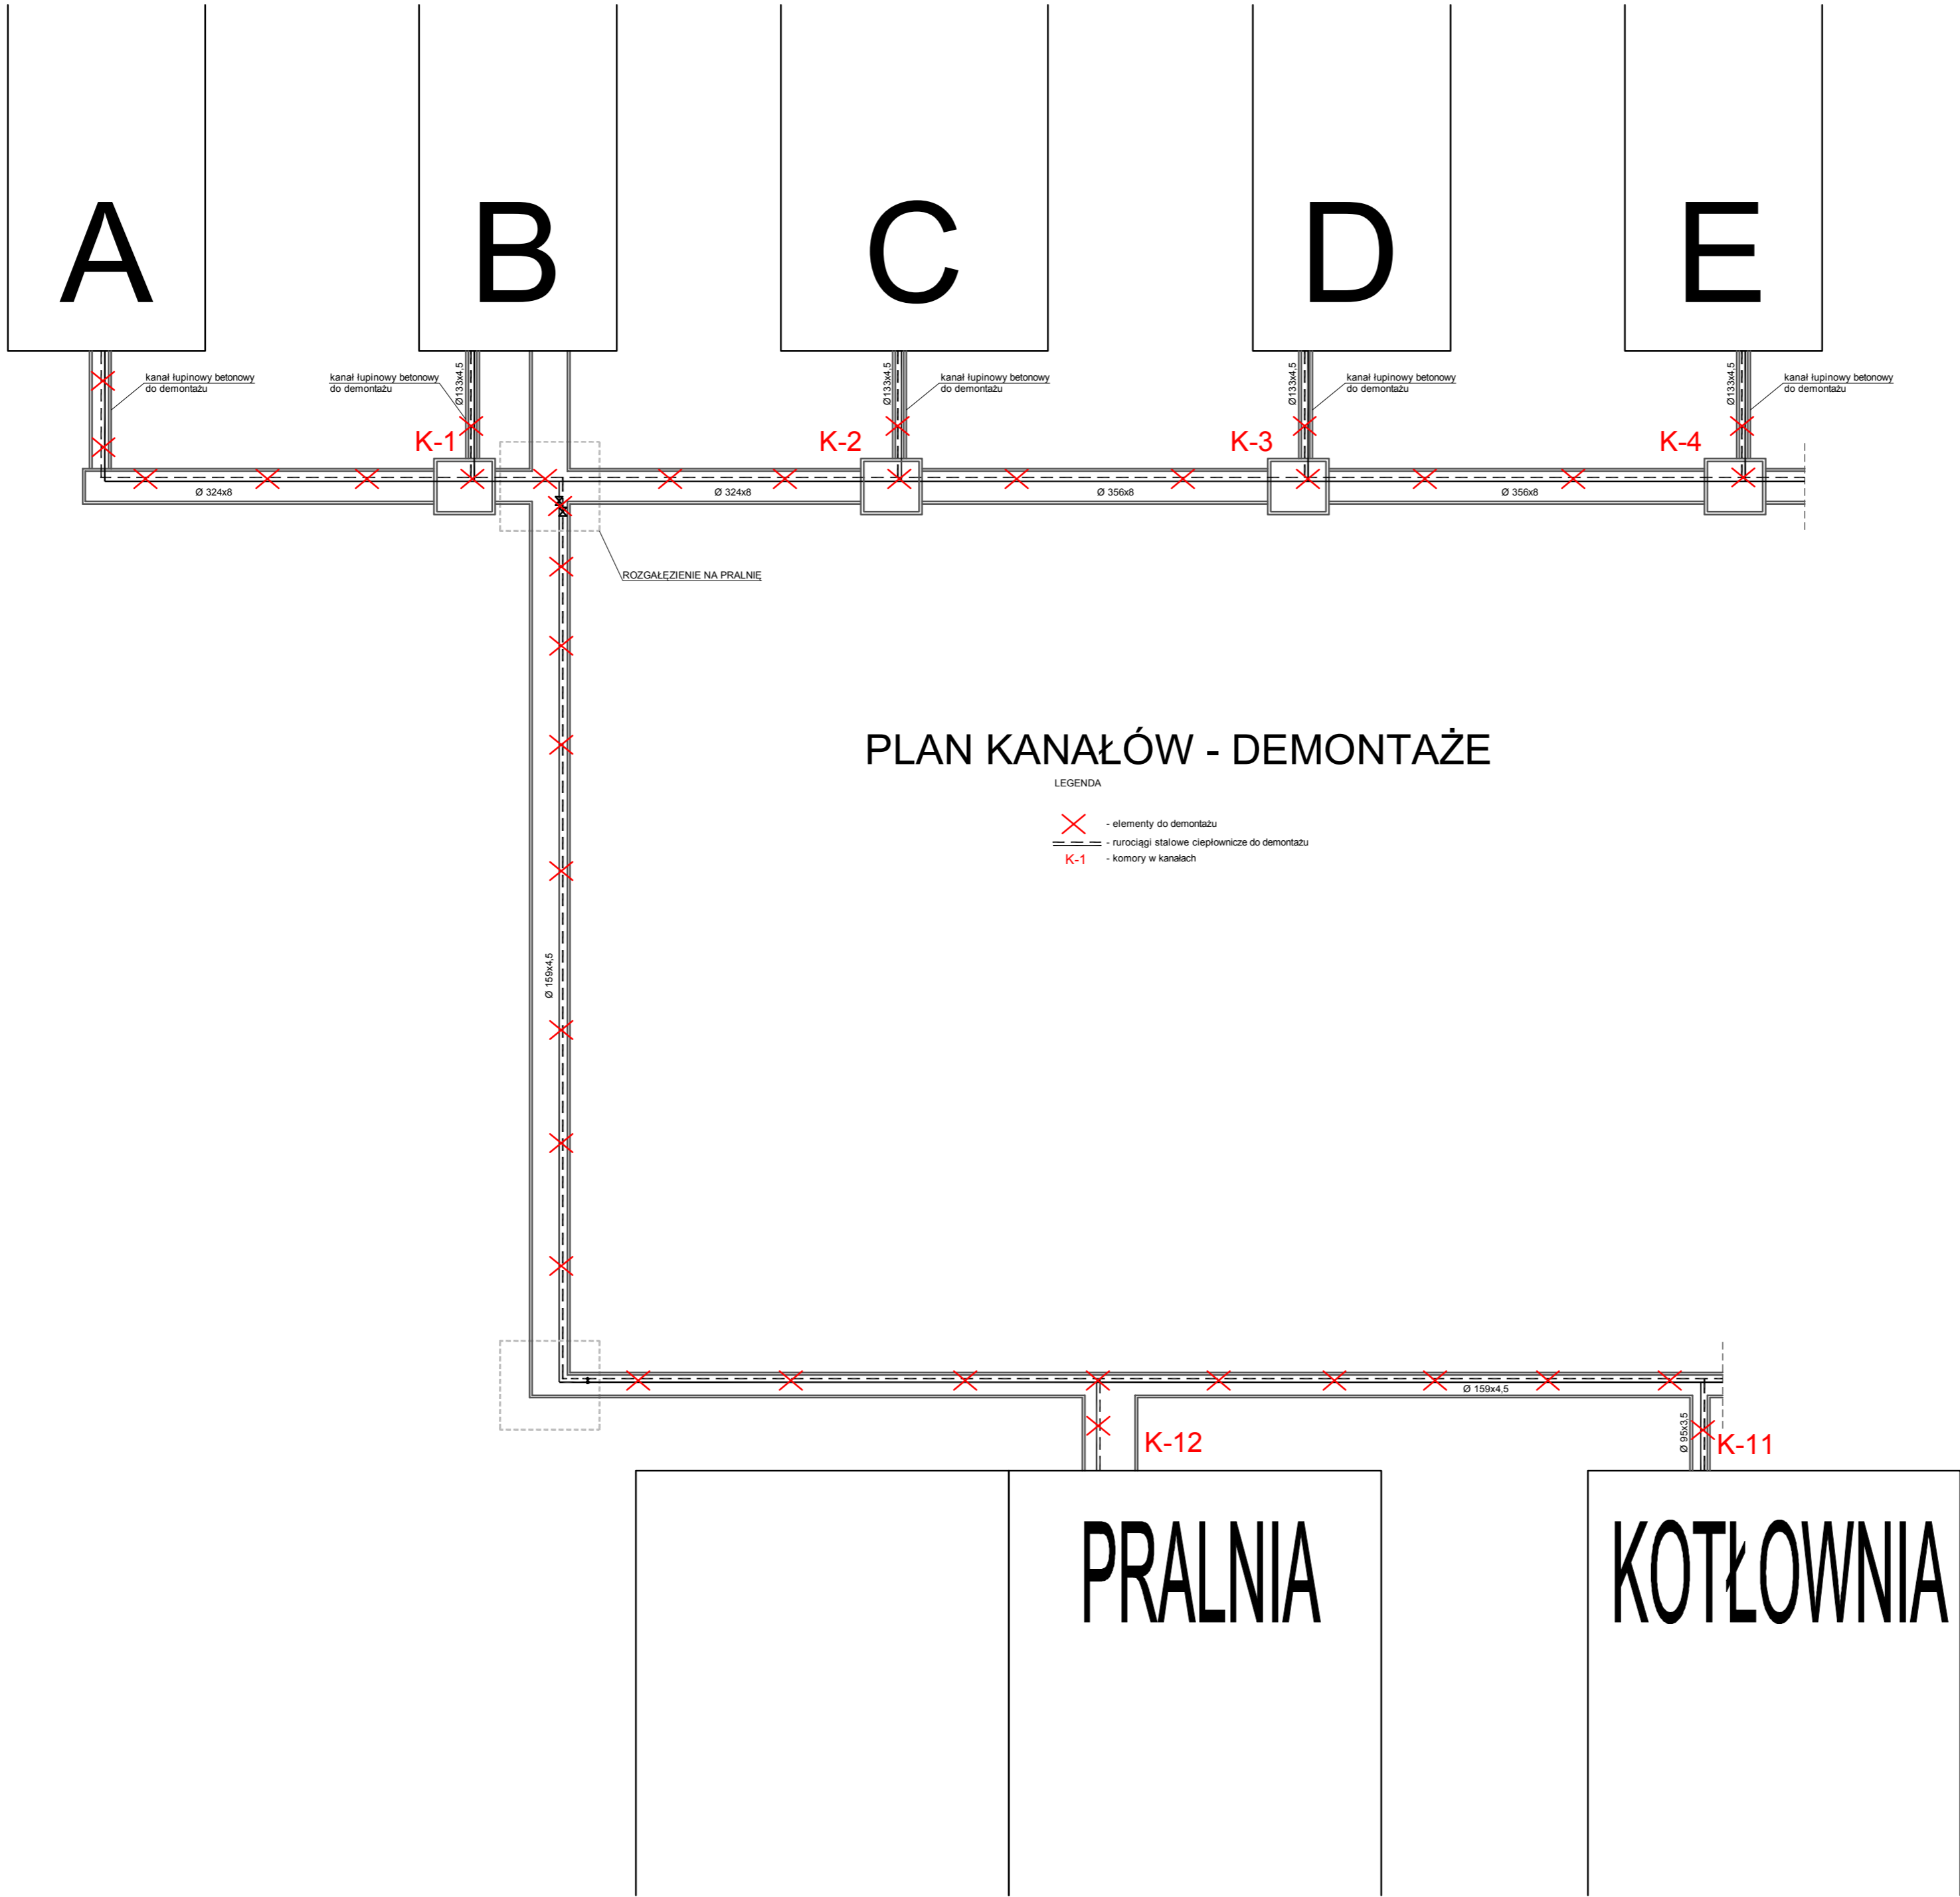 A
B
C
D
E
kanał łupinowy betonowy
do demontażu
kanał łupinowy betonowy
do demontażu
Ø133x4,5
Ø133x4,5
kanał łupinowy betonowy
do demontażu
Ø133x4,5
kanał łupinowy betonowy
do demontażu
Ø133x4,5
kanał łupinowy betonowy
do demontażu
K-1
K-2
K-3
K-4
Ø 324x8
Ø 324x8
Ø 356x8
Ø 356x8
ROZGAŁĘZIENIE NA PRALNIĘ
PLAN KANAŁÓW - DEMONTAŻE
LEGENDA
- elementy do demontażu
- rurociągi stalowe ciepłownicze do demontażu
K-1 - komory w kanałach
Ø 159x4,5
Ø 159x4,5
K-12
Ø 95x3,5
K-11
PRALNIA
KOTŁOWNIA